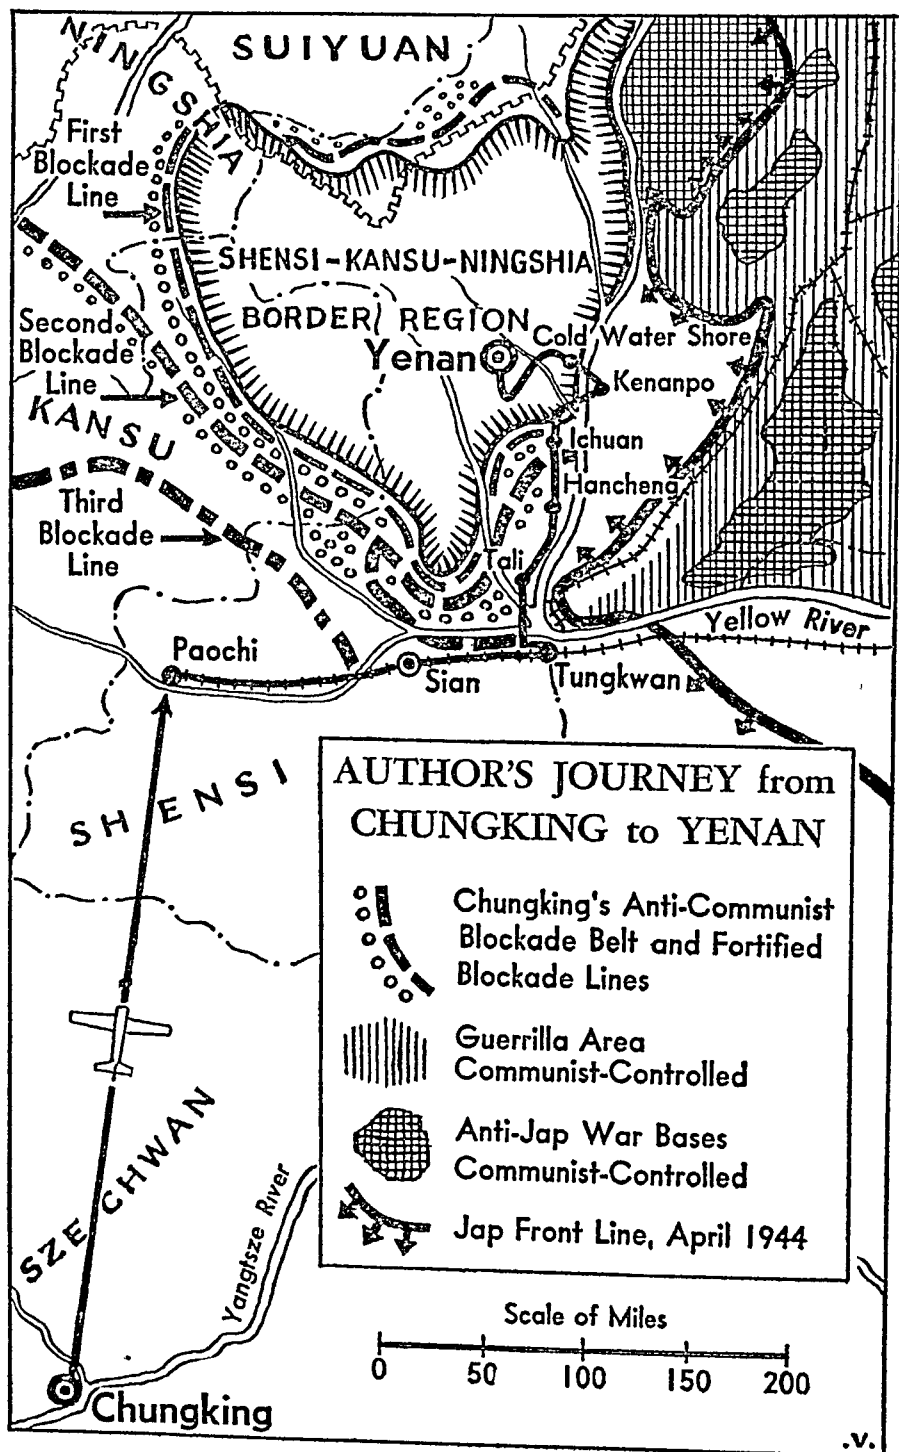 NINGSHIA
SUIYUAN
First
Blockade
Line
SHENSI-KANSU-NINGSHIA
BORDER REGION
Second
Blockade
Line
Yenan
Cold Water Shore
Kenanpo
KANSU
Ichuan
Hancheng
Third
Blockade
Line
Tali
Yellow River
Paochi
Sian
Tungkwan
SHENSI
AUTHOR'S JOURNEY from
CHUNGKING to YENAN
Chungking's Anti-Communist
Blockade Belt and Fortified
Blockade Lines
Guerrilla Area
Communist-Controlled
Anti-Jap War Bases
Communist-Controlled
Jap Front Line, April 1944
SZECHWAN
Yangtsze River
Scale of Miles
0 50 100 150 200
Chungking
.V.